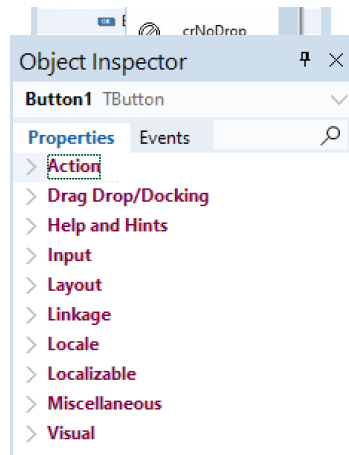 crNoDrop
Object Inspector
Button1 TButton
Properties Events
Action
Drag Drop/Docking
Help and Hints
Input
Layout
Linkage
Locale
Localizable
Miscellaneous
Visual